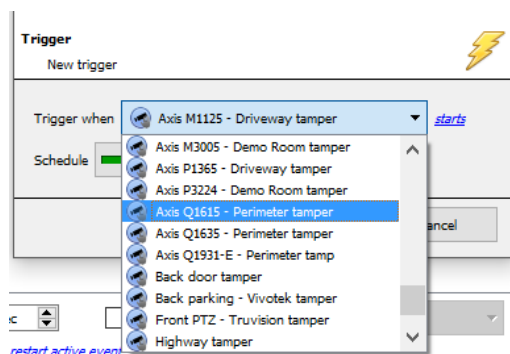 Trigger
New trigger
Trigger when Axis M1125 - Driveway tamper starts
Axis M3005 - Demo Room tamper
Schedule
Axis P1365 - Driveway tamper
Axis P3224 - Demo Room tamper
Axis Q1615 - Perimeter tamper
Axis Q1635 - Perimeter tamper
Axis Q1931-E - Perimeter tamp
Back door tamper
Back parking - Vivotek tamper
Front PTZ - Truvision tamper
Highway tamper
ancel
restart active event